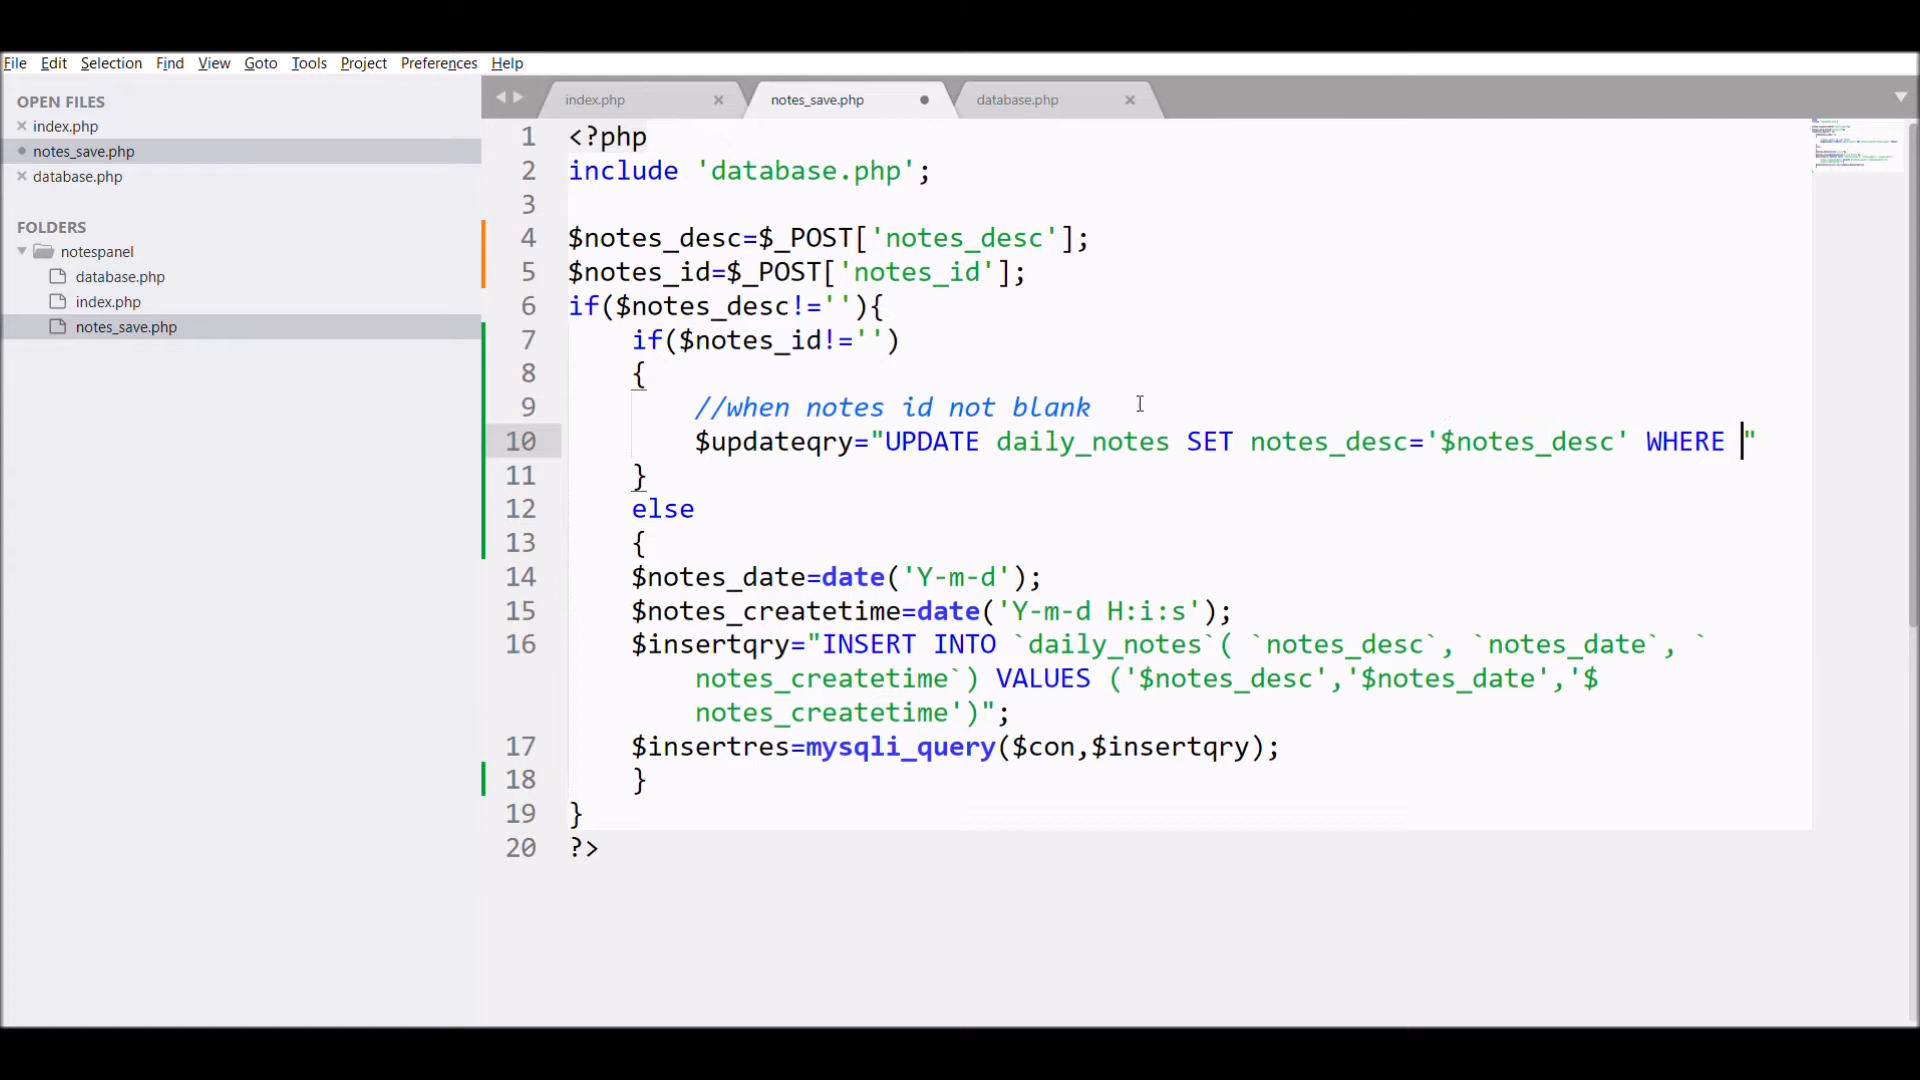 File Edit Selection Find View Goto Tools Project Preferences Help
OPEN FILES
index.php
notes_save.php
database.php
FOLDERS
notespanel
database.php
index.php
notes_save.php
index.php notes_save.php database.php
1 <?php
2 include 'database.php';
3
4 $notes_desc=$_POST['notes_desc'];
5 $notes_id=$_POST['notes_id'];
6 if($notes_desc!=''){
7 if($notes_id!='')
8 {
9 //when notes id not blank
10 $updateqry="UPDATE daily_notes SET notes_desc='$notes_desc' WHERE "
11 }
12 else
13 {
14 $notes_date=date('Y-m-d');
15 $notes_createtime=date('Y-m-d H:i:s');
16 $insertqry="INSERT INTO `daily_notes`( `notes_desc`, `notes_date`, `
notes_createtime`) VALUES ('$notes_desc','$notes_date','$
notes_createtime')";
17 $insertres=mysqli_query($con,$insertqry);
18 }
19 }
20 ?>